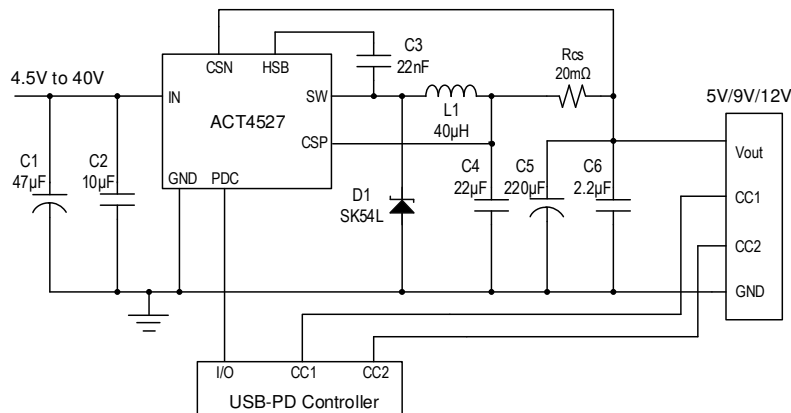 C3
22nF
Rcs
20mΩ
CSN
HSB
4.5V to 40V
IN
SW
5V/9V/12V
ACT4527
L1
40µH
CSP
Vout
C1
47µF
C2
10µF
GND
PDC
C4
22µF
C5
220µF
C6
2.2µF
D1
SK54L
CC1
CC2
GND
I/O
CC1
CC2
USB-PD Controller